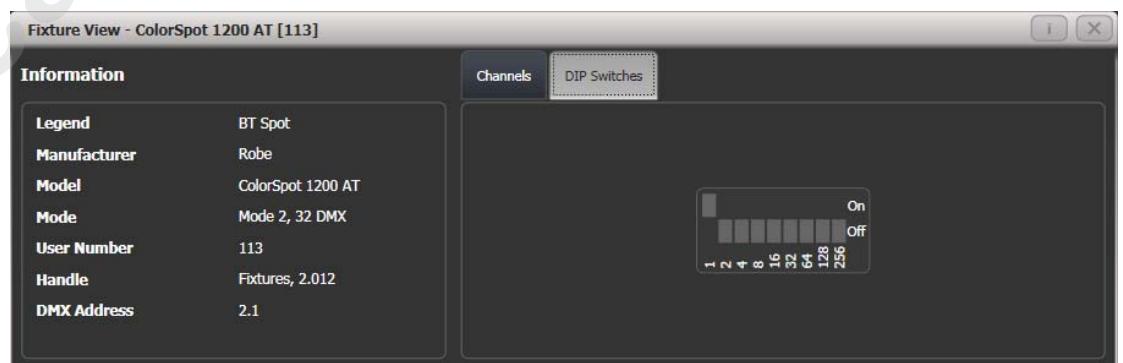 Fixture View - ColorSpot 1200 AT [113]
i
Information
Channels
DIP Switches
Legend BT Spot
Manufacturer Robe
Model ColorSpot 1200 AT
Mode Mode 2, 32 DMX
User Number 113
Handle Fixtures, 2.012
DMX Address 2.1
On
Off
1 2 4 8 16 32 64 128 256